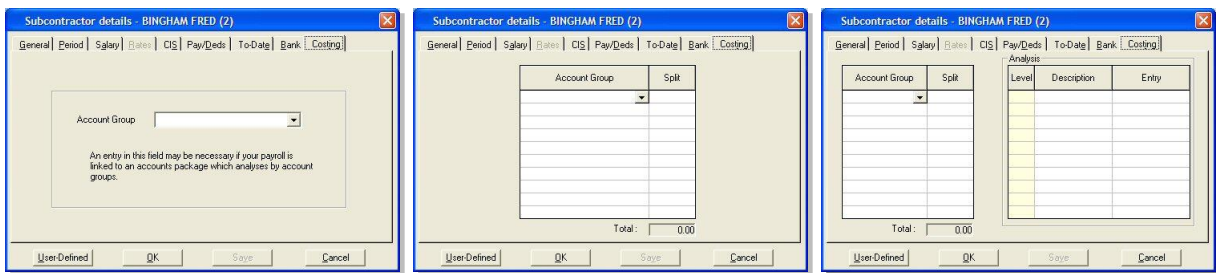 Subcontractor details - BINGHAM FRED (2)
General Period Salary Rates CIS Pay/Deds To-Date Bank Costing
Account Group
An entry in this field may be necessary if your payroll is
linked to an accounts package which analyses by account
groups.
User-Defined OK Save Cancel
Subcontractor details - BINGHAM FRED (2)
General Period Salary Rates CIS Pay/Deds To-Date Bank Costing
Account Group Split
Total : 0.00
User-Defined OK Save Cancel
Subcontractor details - BINGHAM FRED (2)
General Period Salary Rates CIS Pay/Deds To-Date Bank Costing
Analysis
Account Group Split Level Description Entry
Total : 0.00
User-Defined OK Save Cancel